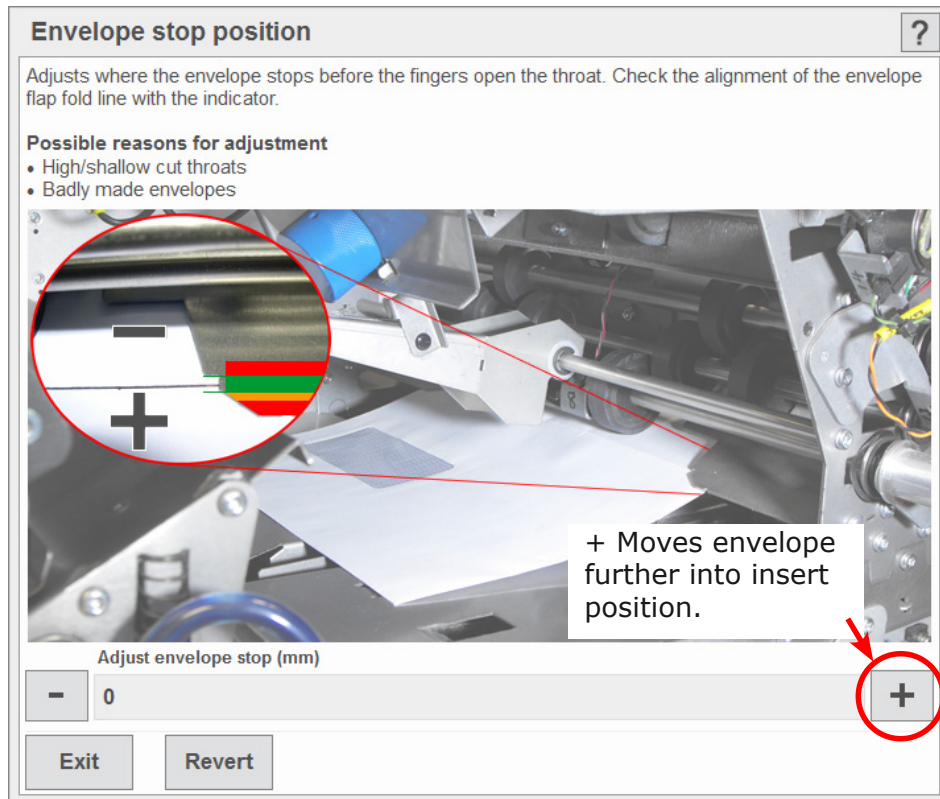 Envelope stop position
?
Adjusts where the envelope stops before the fingers open the throat. Check the alignment of the envelope
flap fold line with the indicator.
Possible reasons for adjustment
• High/shallow cut throats
• Badly made envelopes
−
+
+ Moves envelope
further into insert
position.
Adjust envelope stop (mm)
- 0 +
Exit Revert